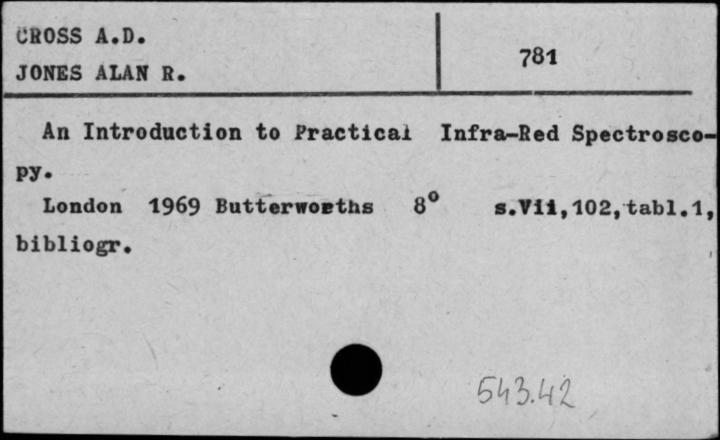 CROSS A.D.
781
JONES ALAN R.
An Introduction to Practical Infra-Red Spectrosco-
py.
London 1969 Butterworths 8° s.Vii,102,tabl.1,
bibliogr.
543.42